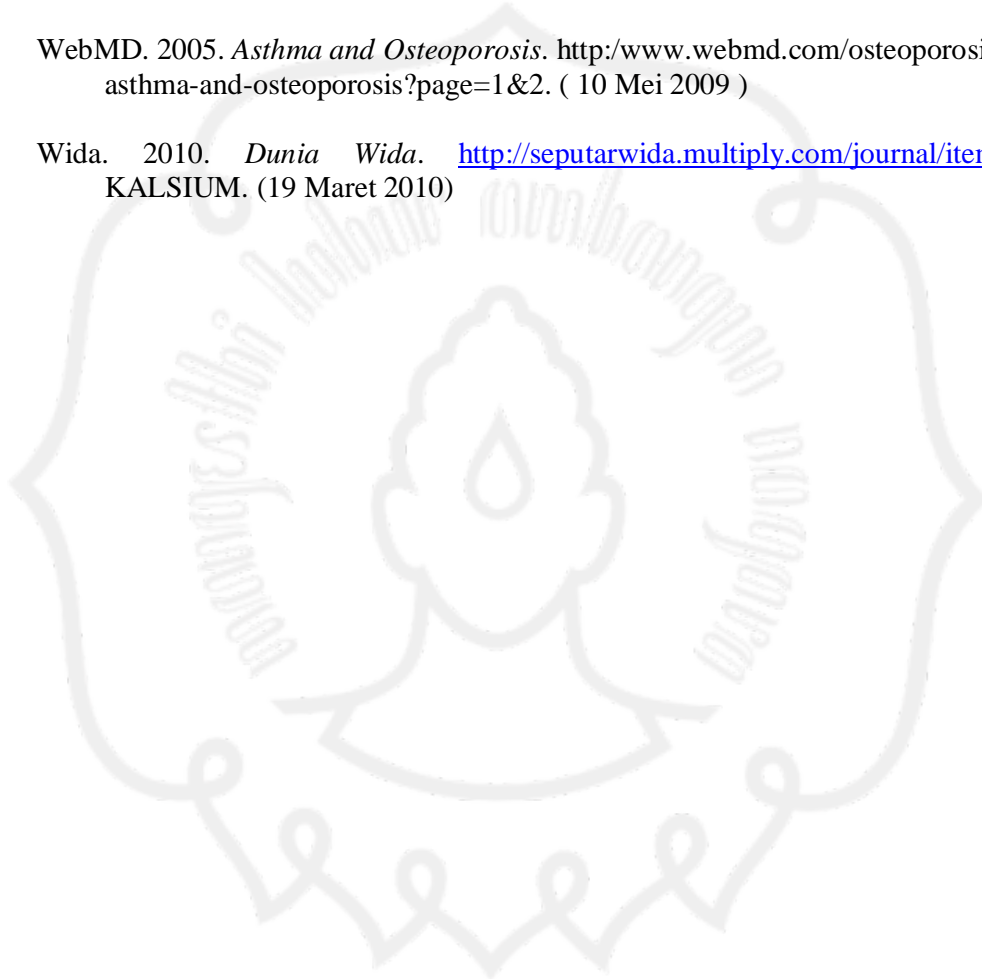 WebMD. 2005. Asthma and Osteoporosis. http:/www.webmd.com/osteoporosi
asthma-and-osteoporosis?page=1&2. ( 10 Mei 2009 )
Wida. 2010. Dunia Wida. http://seputarwida.multiply.com/journal/iter
KALSIUM. (19 Maret 2010)